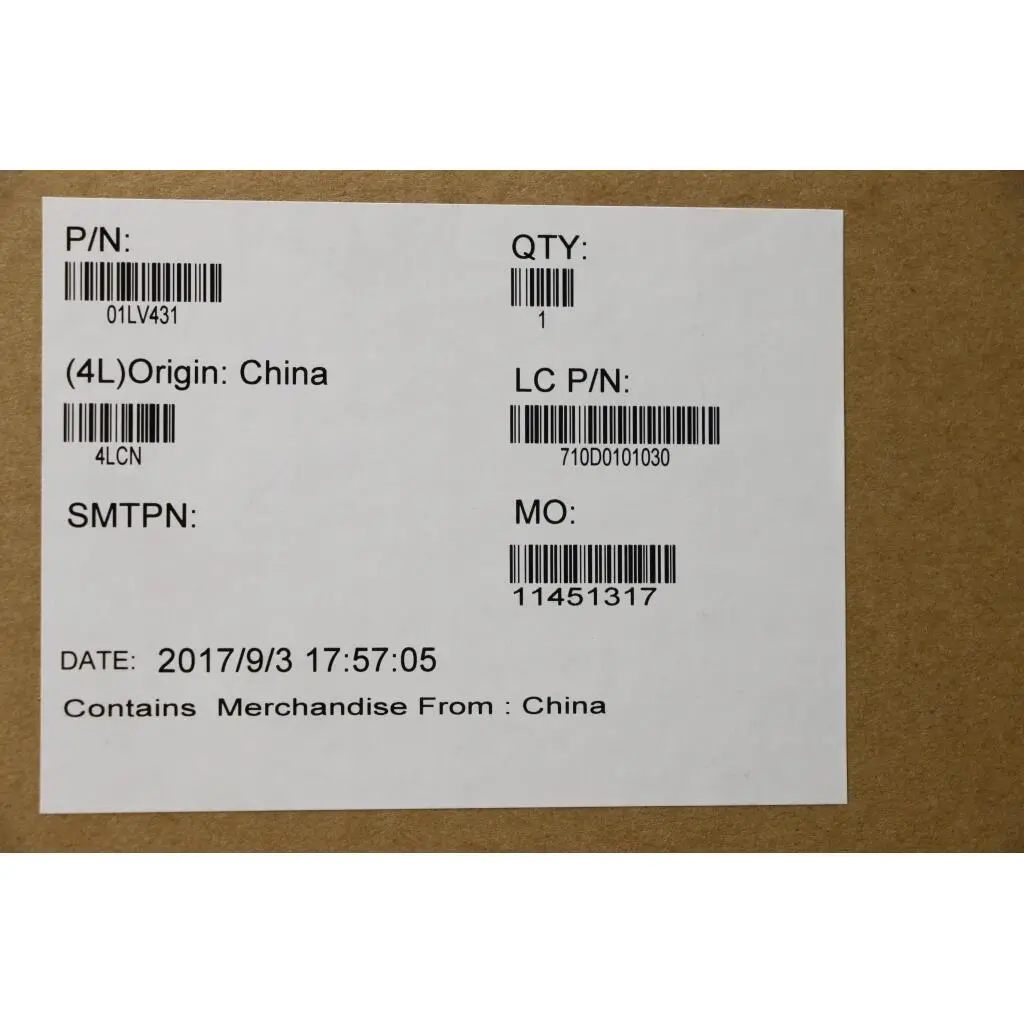 P/N:
01LV431
QTY:
1
(4L)Origin: China
4LCN
LC P/N:
710D0101030
SMTPN:
MO:
11451317
DATE: 2017/9/3 17:57:05
Contains Merchandise From : China